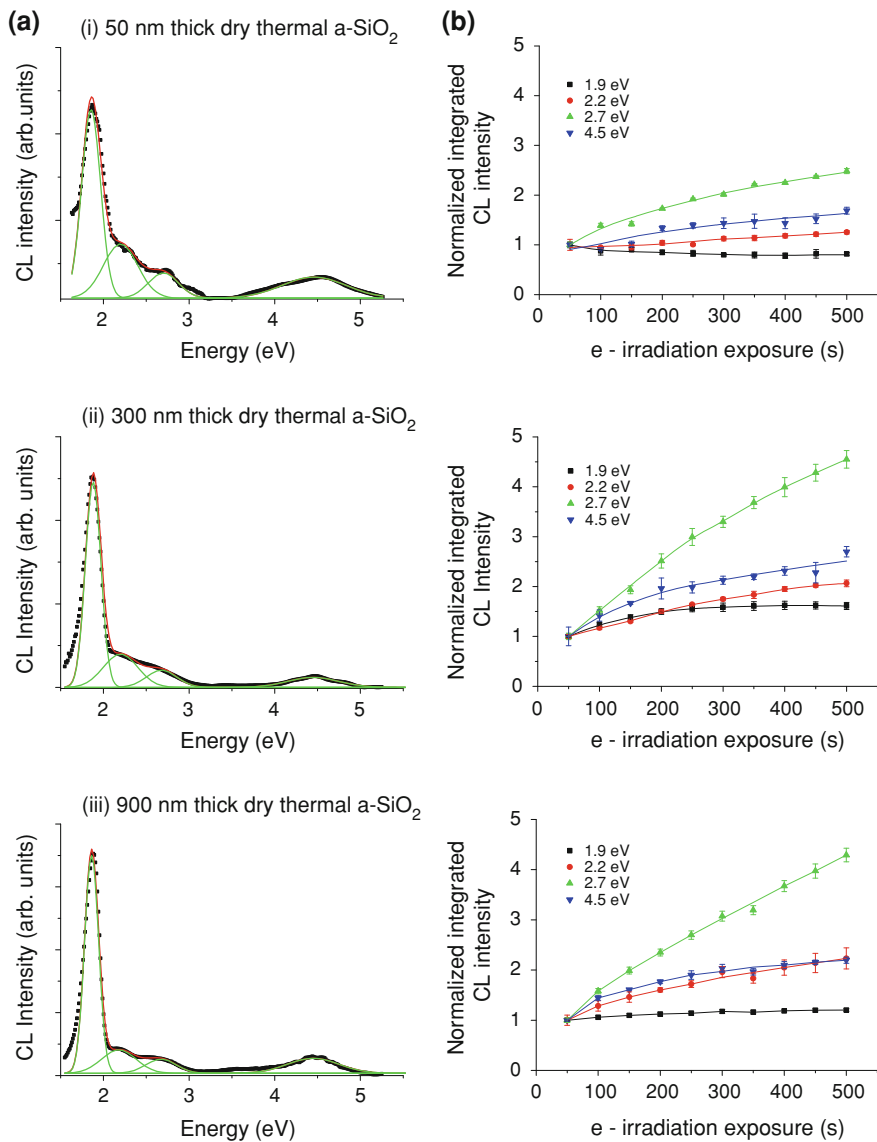 (a)
(i) 50 nm thick dry thermal a-SiO2
CL intensity (arb.units)
2 3 4 5
Energy (eV)
(b)
5
4
3
2
1
0
1.9 eV
2.2 eV
2.7 eV
4.5 eV
Normalized integrated
CL intensity
0 100 200 300 400 500
e - irradiation exposure (s)
(ii) 300 nm thick dry thermal a-SiO2
CL Intensity (arb. units)
2 3 4 5
Energy (eV)
5
4
3
2
1
0
1.9 eV
2.2 eV
2.7 eV
4.5 eV
Normalized integrated
CL Intensity
0 100 200 300 400 500
e - irradiation exposure (s)
(iii) 900 nm thick dry thermal a-SiO2
CL Intensity (arb. units)
2 3 4 5
Energy (eV)
4
3
2
1
0
1.9 eV
2.2 eV
2.7 eV
4.5 eV
Normalized integrated
CL intensity
5
0 100 200 300 400 500
e - irradiation exposure (s)